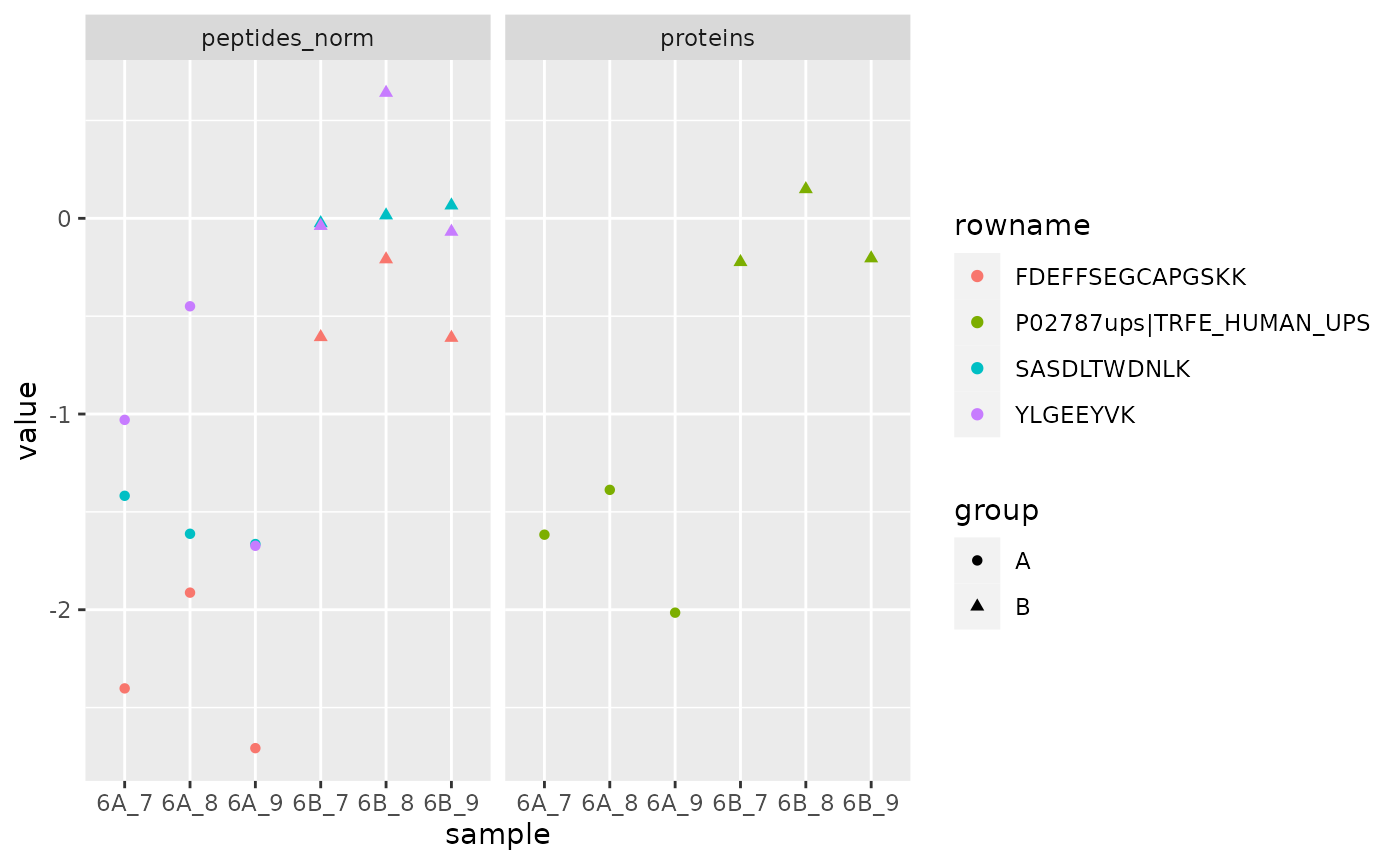 peptides_norm
proteins
value
0
-1
-2
6A_7 6A_8 6A_9 6B_7 6B_8 6B_9
6A_7 6A_8 6A_9 6B_7 6B_8 6B_9
sample
rowname
FDEFFSEGCAPGSKK
P02787ups|TRFE_HUMAN_UPS
SASDLTWDNLK
YLGEEYVK
group
A
B